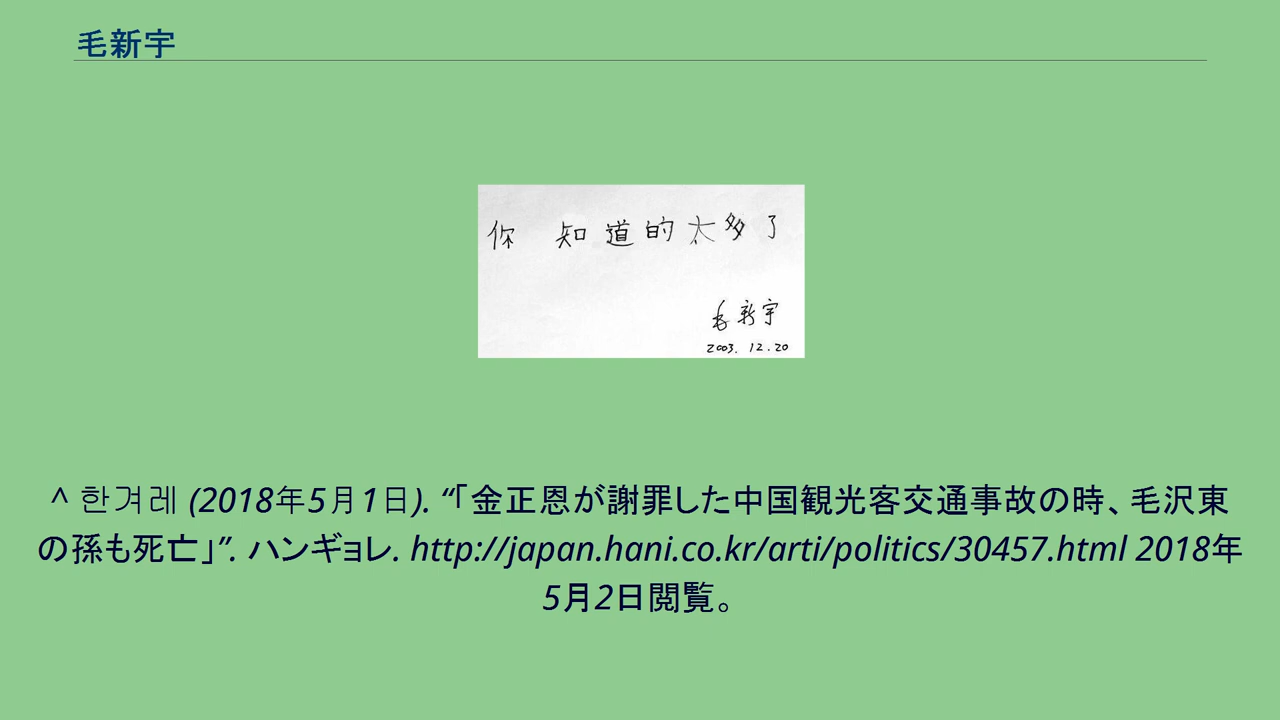 毛新宇
你 知道的太多了
毛新宇
2003. 12.20
^ 한겨레 (2018年5月1日). “「金正恩が謝罪した中国観光客交通事故の時、毛沢東
の孫も死亡」”. ハンギョレ. http://japan.hani.co.kr/arti/politics/30457.html 2018年
5月2日閲覧。